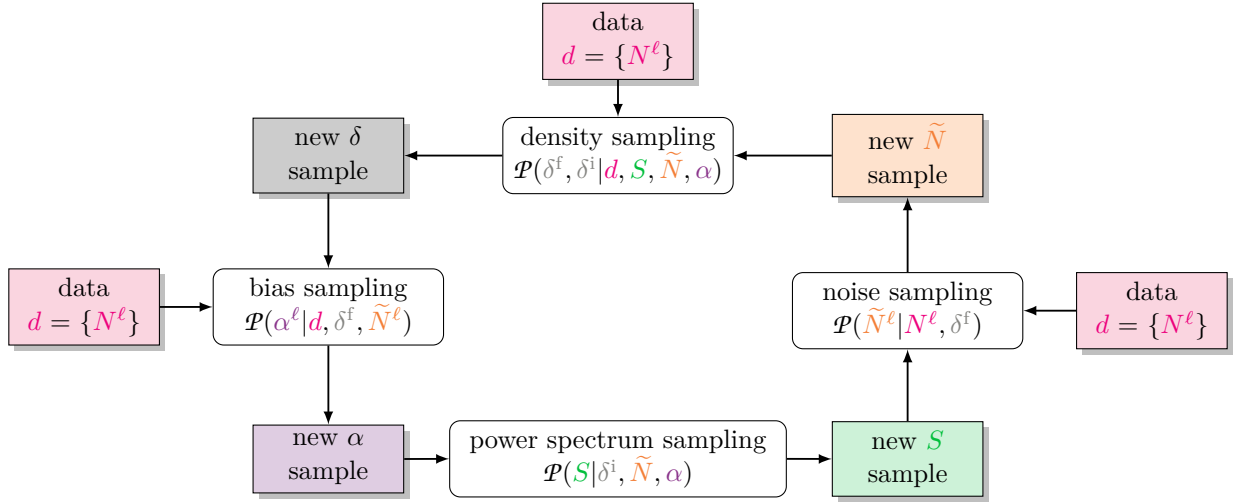 data
d = {N^ℓ}
new δ
sample
density sampling
𝒫(δ^f, δ^i|d, S, Ñ, α)
new Ñ
sample
data
d = {N^ℓ}
bias sampling
𝒫(α^ℓ|d, δ^f, Ñ^ℓ)
noise sampling
𝒫(Ñ^ℓ|N^ℓ, δ^f)
data
d = {N^ℓ}
new α
sample
power spectrum sampling
𝒫(S|δ^i, Ñ, α)
new S
sample